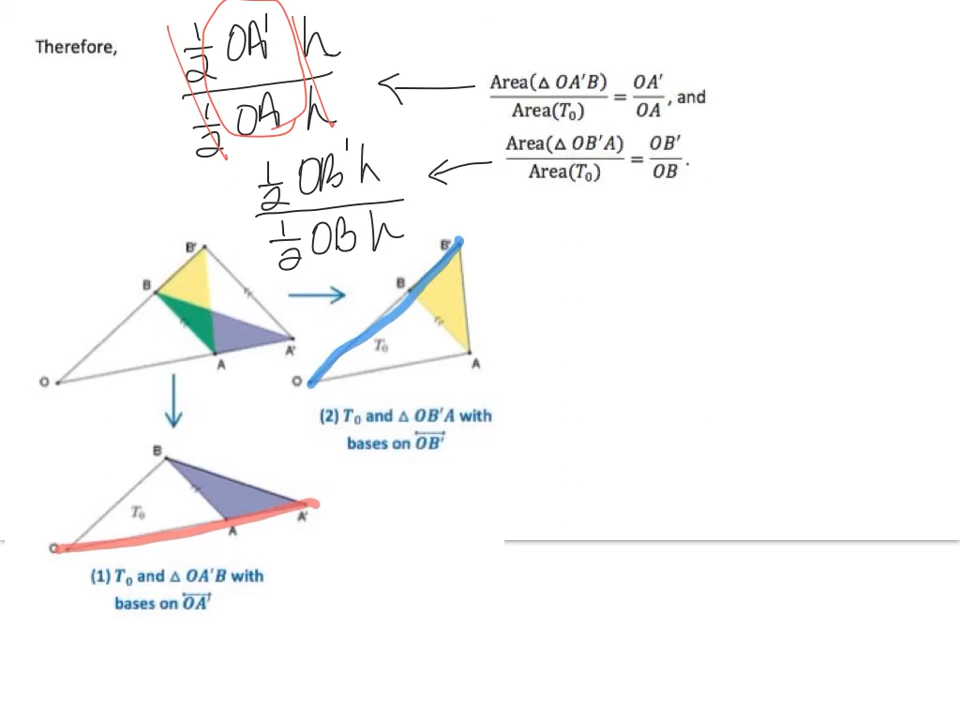 Therefore,
1/2 OA' h
1/2 OA h
Area(△ OA'B) / Area(T₀) = OA' / OA , and
1/2 OB' h
1/2 OB h
Area(△ OB'A) / Area(T₀) = OB' / OB .
B'
B
A'
A
O
B'
B
T₀
A
O
(2) T₀ and △ OB'A with
bases on OB'
B
T₀
A'
A
O
(1) T₀ and △ OA'B with
bases on OA'